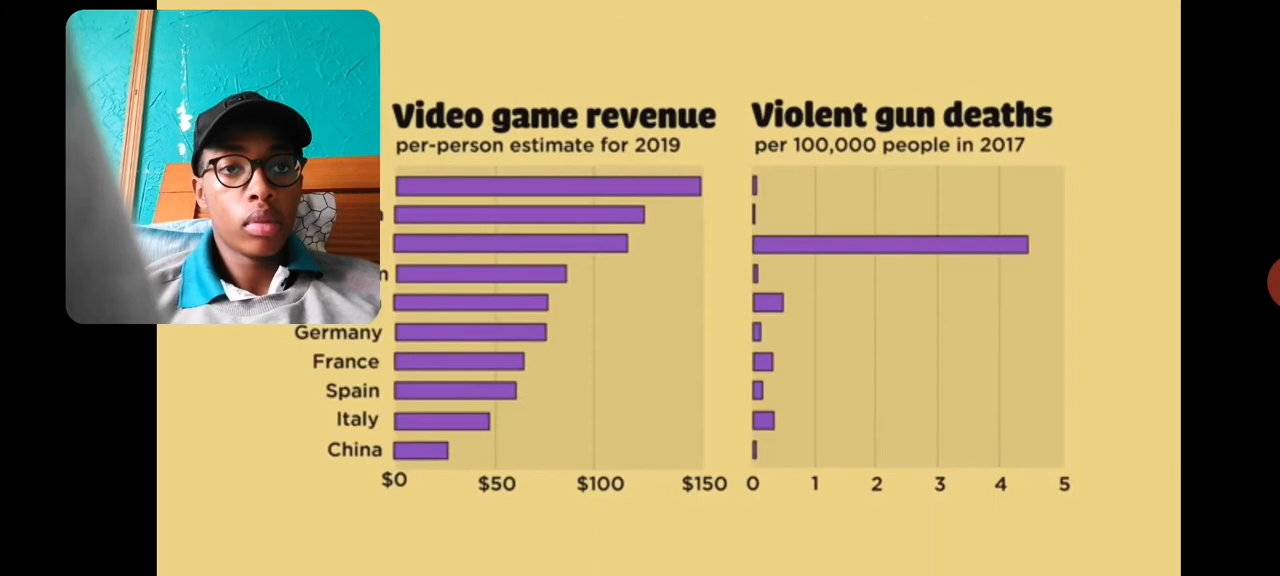 Video game revenue
per-person estimate for 2019
Violent gun deaths
per 100,000 people in 2017
Germany
France
Spain
Italy
China
$0 $50 $100 $150
0 1 2 3 4 5